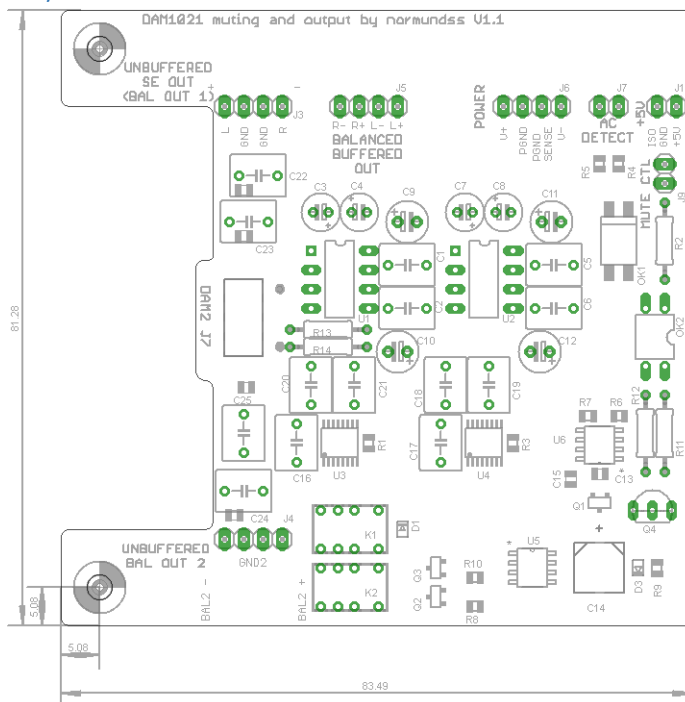 DAM1021 muting and output by normundss V1.1
UNBUFFERED
SE OUT
(BAL OUT 1)
+
-
J3
L
GND
GND
R
J5
R-
R+
L-
L+
BALANCED
BUFFERED
OUT
POWER
J6
V+
PGND
PGND
SENSE
V-
J7
AC
DETECT
+5V
J1
ISO
GND
+5V
MUTE CTL
J9
R5
R4
R2
OK1
C22
C23
C3
C4
C9
C7
C8
C11
C1
C5
C2
C6
U1
U2
R13
R14
C10
C12
OK2
DAM2 J7
81.28
C20
C21
C18
C19
C25
C16
U3
R1
C17
U4
R3
R12
R7
R6
U6
R11
C15
C13
Q1
Q4
C24
J4
UNBUFFERED
BAL OUT 2
GND2
K1
D1
U5
K2
Q3
Q2
R10
R8
C14
D3
R9
BAL2 -
BAL2 +
5.08
5.08
83.49